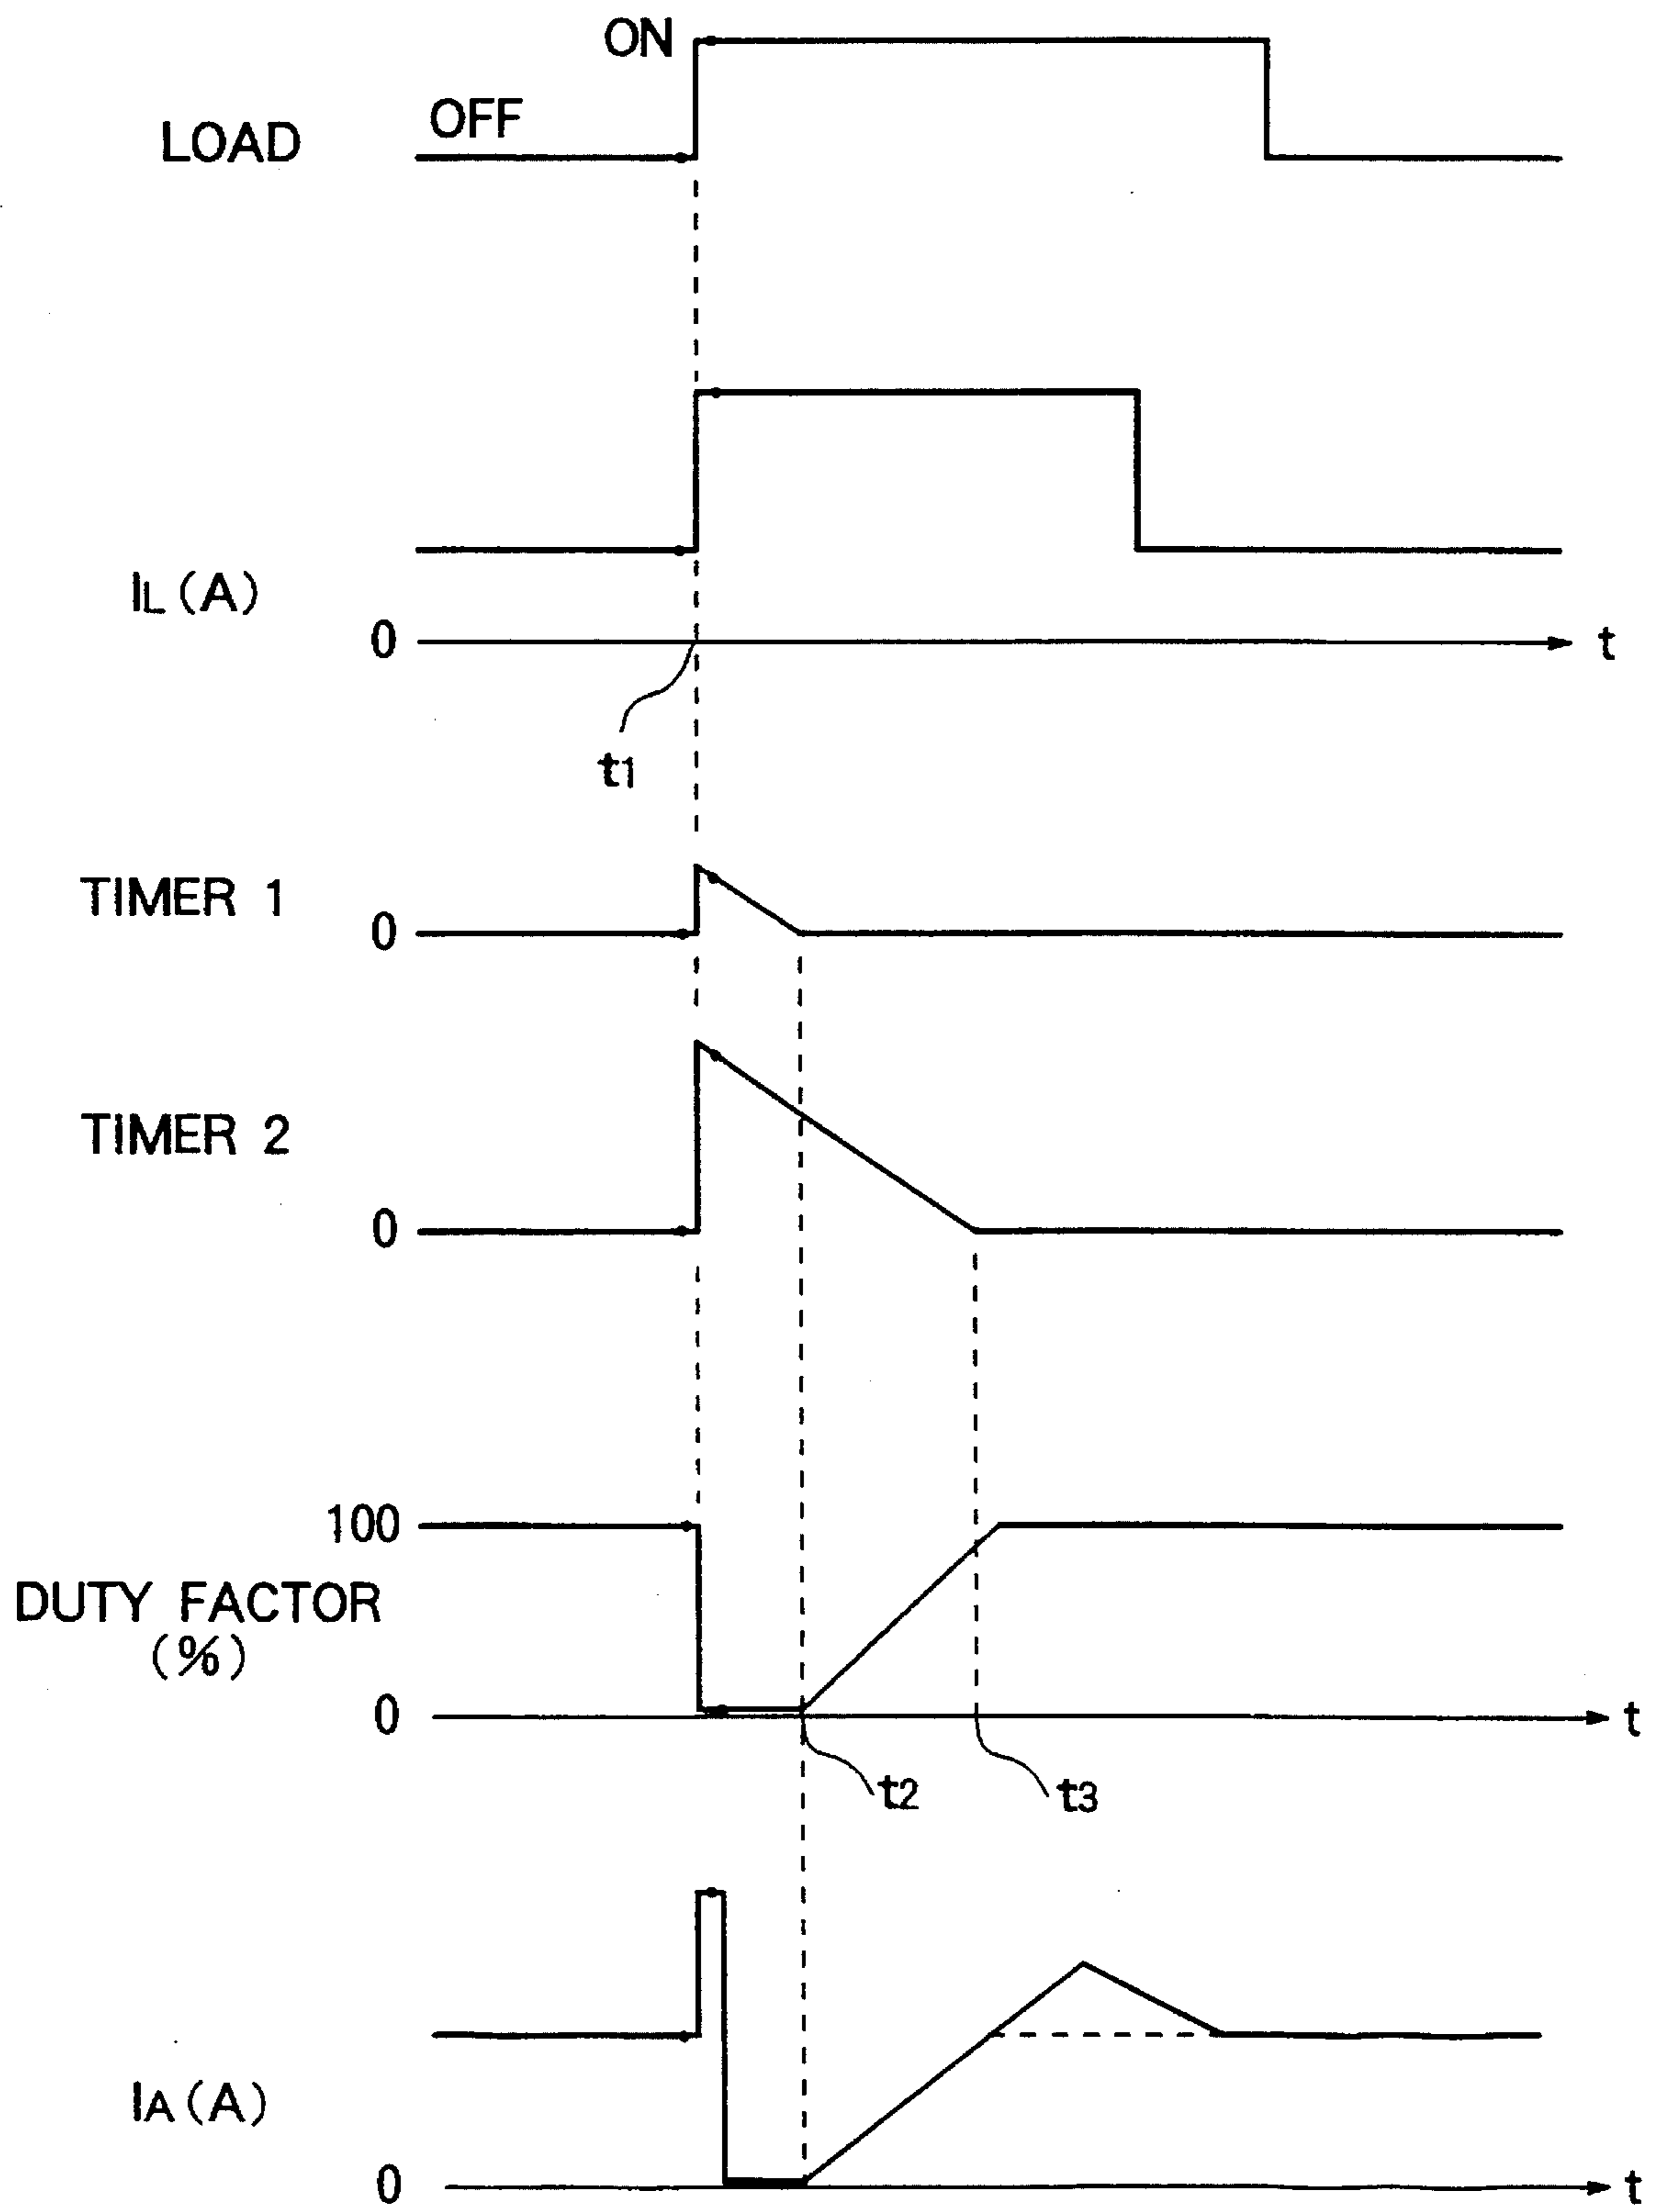 ON
OFF
LOAD
IL(A)
0
t
t1
TIMER 1
0
TIMER 2
0
100
DUTY FACTOR
(%)
0
t
t2
t3
IA(A)
0
t